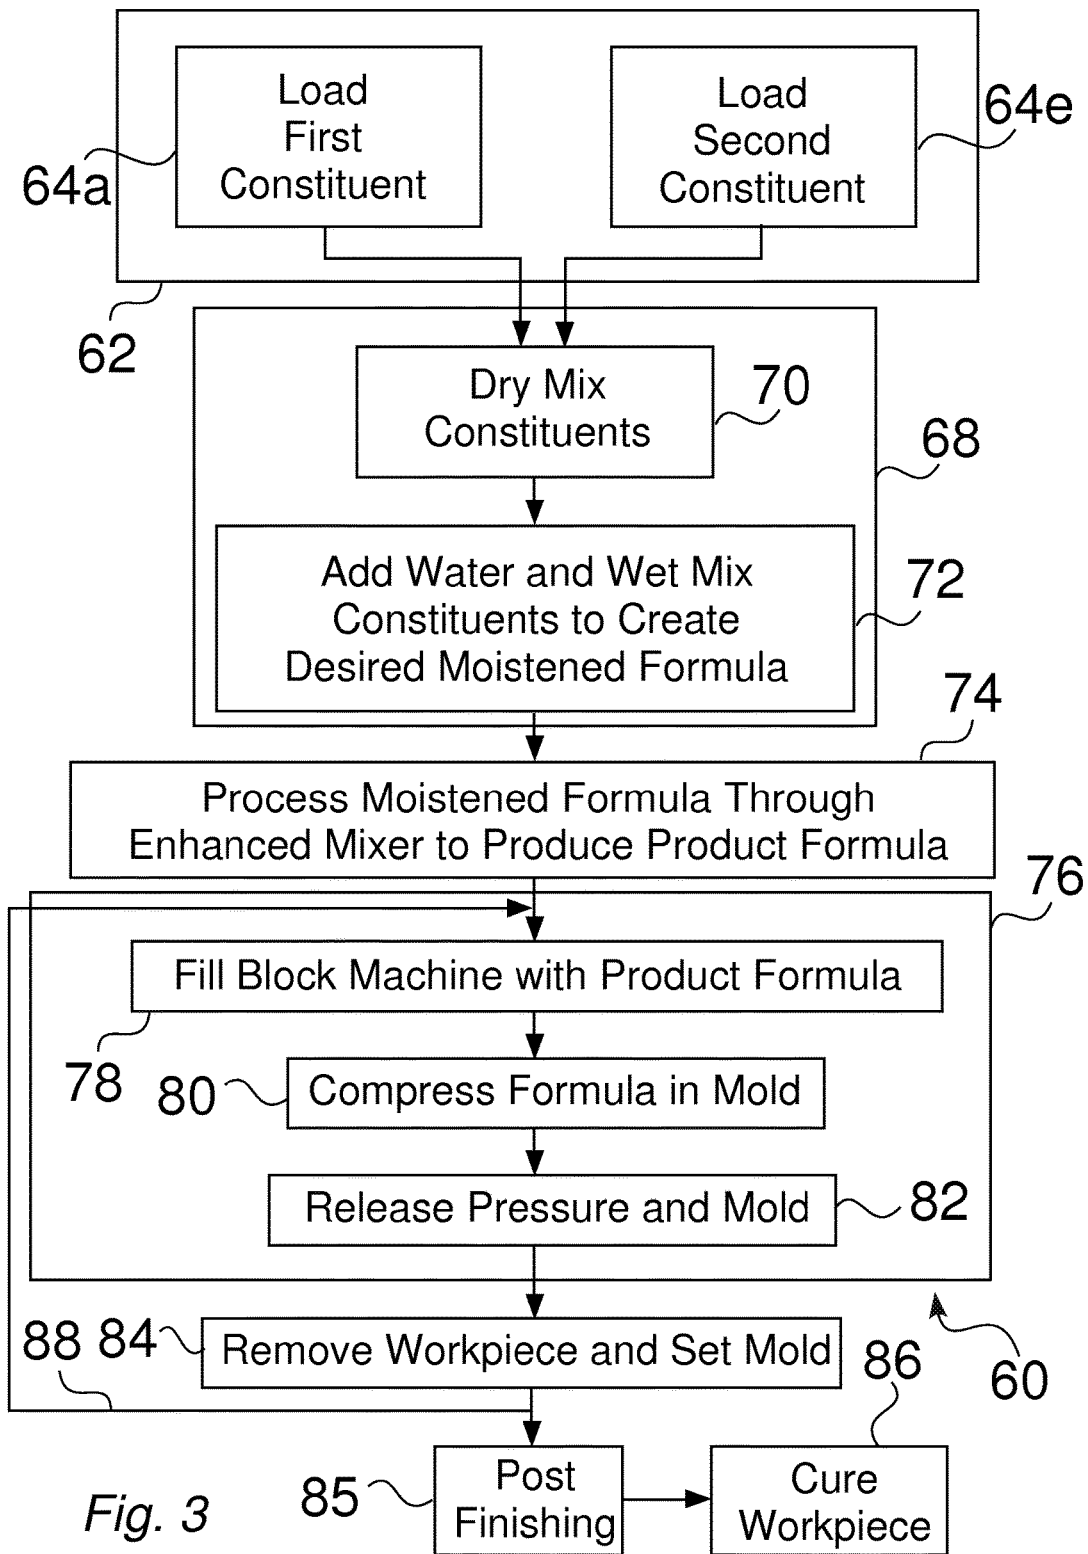 Load
First
Constituent
64a
Load
Second
Constituent
64e
62
Dry Mix
Constituents
70
68
Add Water and Wet Mix
Constituents to Create
Desired Moistened Formula
72
74
Process Moistened Formula Through
Enhanced Mixer to Produce Product Formula
76
Fill Block Machine with Product Formula
78
80
Compress Formula in Mold
Release Pressure and Mold
82
88
84
Remove Workpiece and Set Mold
86
60
Post
Finishing
85
Cure
Workpiece
Fig. 3